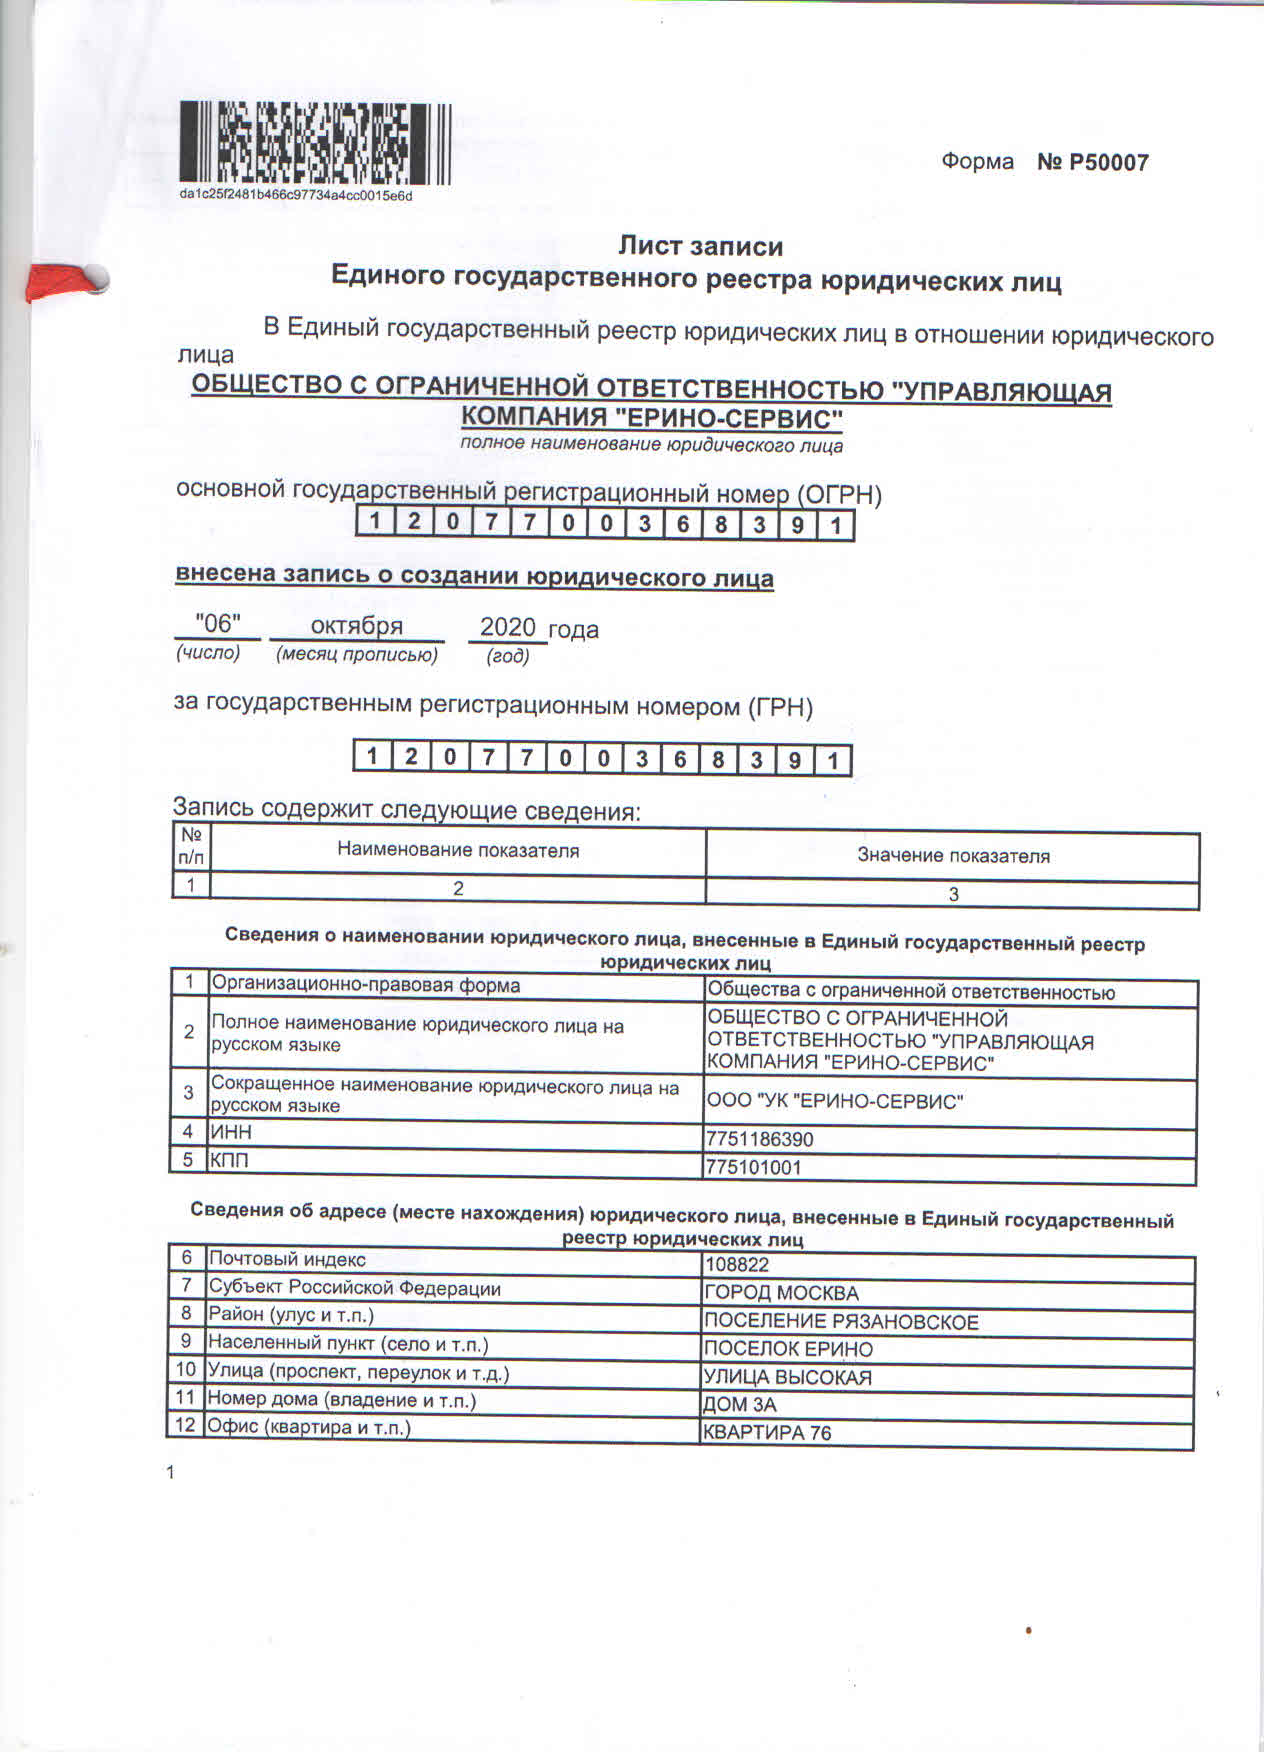 da1c25f2481b466c97734a4cc0015e6d
Форма № Р50007
Лист записи
Единого государственного реестра юридических лиц
В Единый государственный реестр юридических лиц в отношении юридического
лица
ОБЩЕСТВО С ОГРАНИЧЕННОЙ ОТВЕТСТВЕННОСТЬЮ "УПРАВЛЯЮЩАЯ
КОМПАНИЯ "ЕРИНО-СЕРВИС"
полное наименование юридического лица
основной государственный регистрационный номер (ОГРН)
1 2 0 7 7 0 0 3 6 8 3 9 1
внесена запись о создании юридического лица
"06" октября 2020 года
(число) (месяц прописью) (год)
за государственным регистрационным номером (ГРН)
1 2 0 7 7 0 0 3 6 8 3 9 1
Запись содержит следующие сведения:
№ п/п Наименование показателя Значение показателя
1 2 3
Сведения о наименовании юридического лица, внесенные в Единый государственный реестр
юридических лиц
1 Организационно-правовая форма Общества с ограниченной ответственностью
2 Полное наименование юридического лица на
русском языке
ОБЩЕСТВО С ОГРАНИЧЕННОЙ
ОТВЕТСТВЕННОСТЬЮ "УПРАВЛЯЮЩАЯ
КОМПАНИЯ "ЕРИНО-СЕРВИС"
3 Сокращенное наименование юридического лица на
русском языке
ООО "УК "ЕРИНО-СЕРВИС"
4 ИНН 7751186390
5 КПП 775101001
Сведения об адресе (месте нахождения) юридического лица, внесенные в Единый государственный
реестр юридических лиц
6 Почтовый индекс 108822
7 Субъект Российской Федерации ГОРОД МОСКВА
8 Район (улус и т.п.) ПОСЕЛЕНИЕ РЯЗАНОВСКОЕ
9 Населенный пункт (село и т.п.) ПОСЕЛОК ЕРИНО
10 Улица (проспект, переулок и т.д.) УЛИЦА ВЫСОКАЯ
11 Номер дома (владение и т.п.) ДОМ 3А
12 Офис (квартира и т.п.) КВАРТИРА 76
1